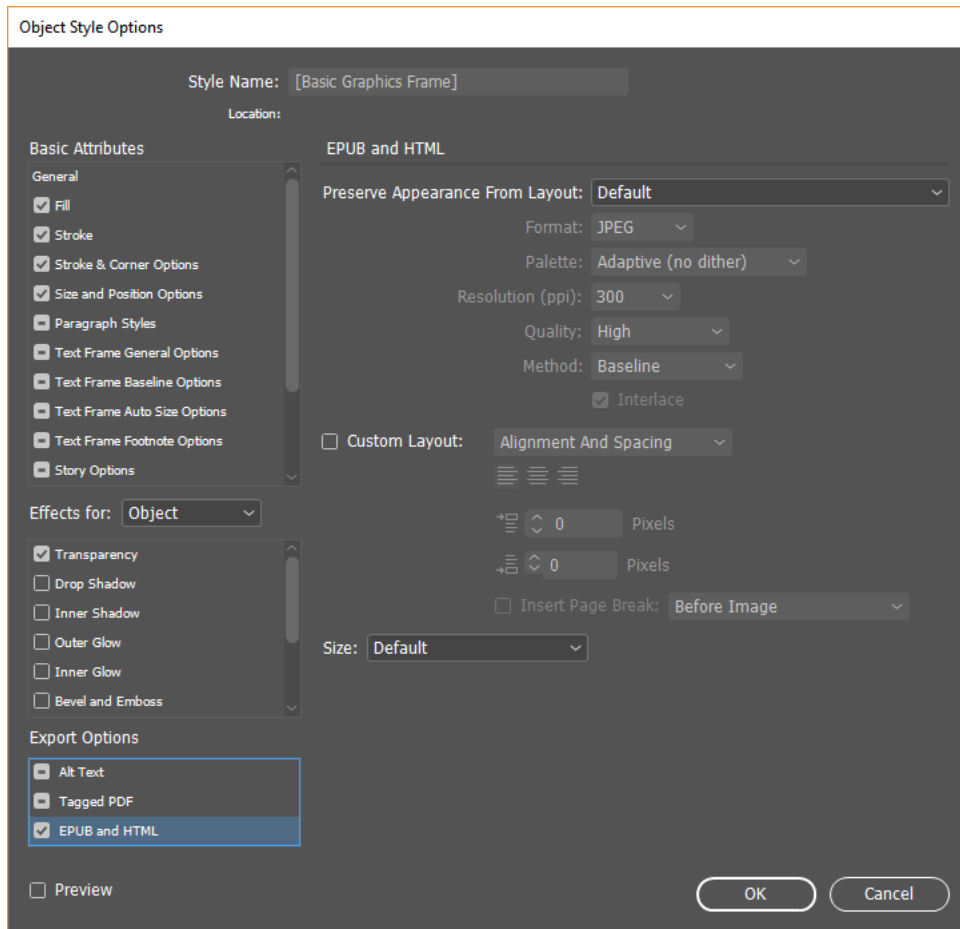 Object Style Options
Style Name: [Basic Graphics Frame]
Location:
Basic Attributes
General
Fill
Stroke
Stroke & Corner Options
Size and Position Options
Paragraph Styles
Text Frame General Options
Text Frame Baseline Options
Text Frame Auto Size Options
Text Frame Footnote Options
Story Options
Effects for: Object
Transparency
Drop Shadow
Inner Shadow
Outer Glow
Inner Glow
Bevel and Emboss
Export Options
Alt Text
Tagged PDF
EPUB and HTML
Preview
EPUB and HTML
Preserve Appearance From Layout: Default
Format: JPEG
Palette: Adaptive (no dither)
Resolution (ppi): 300
Quality: High
Method: Baseline
Interlace
Custom Layout: Alignment And Spacing
0 Pixels
0 Pixels
Insert Page Break: Before Image
Size: Default
OK Cancel